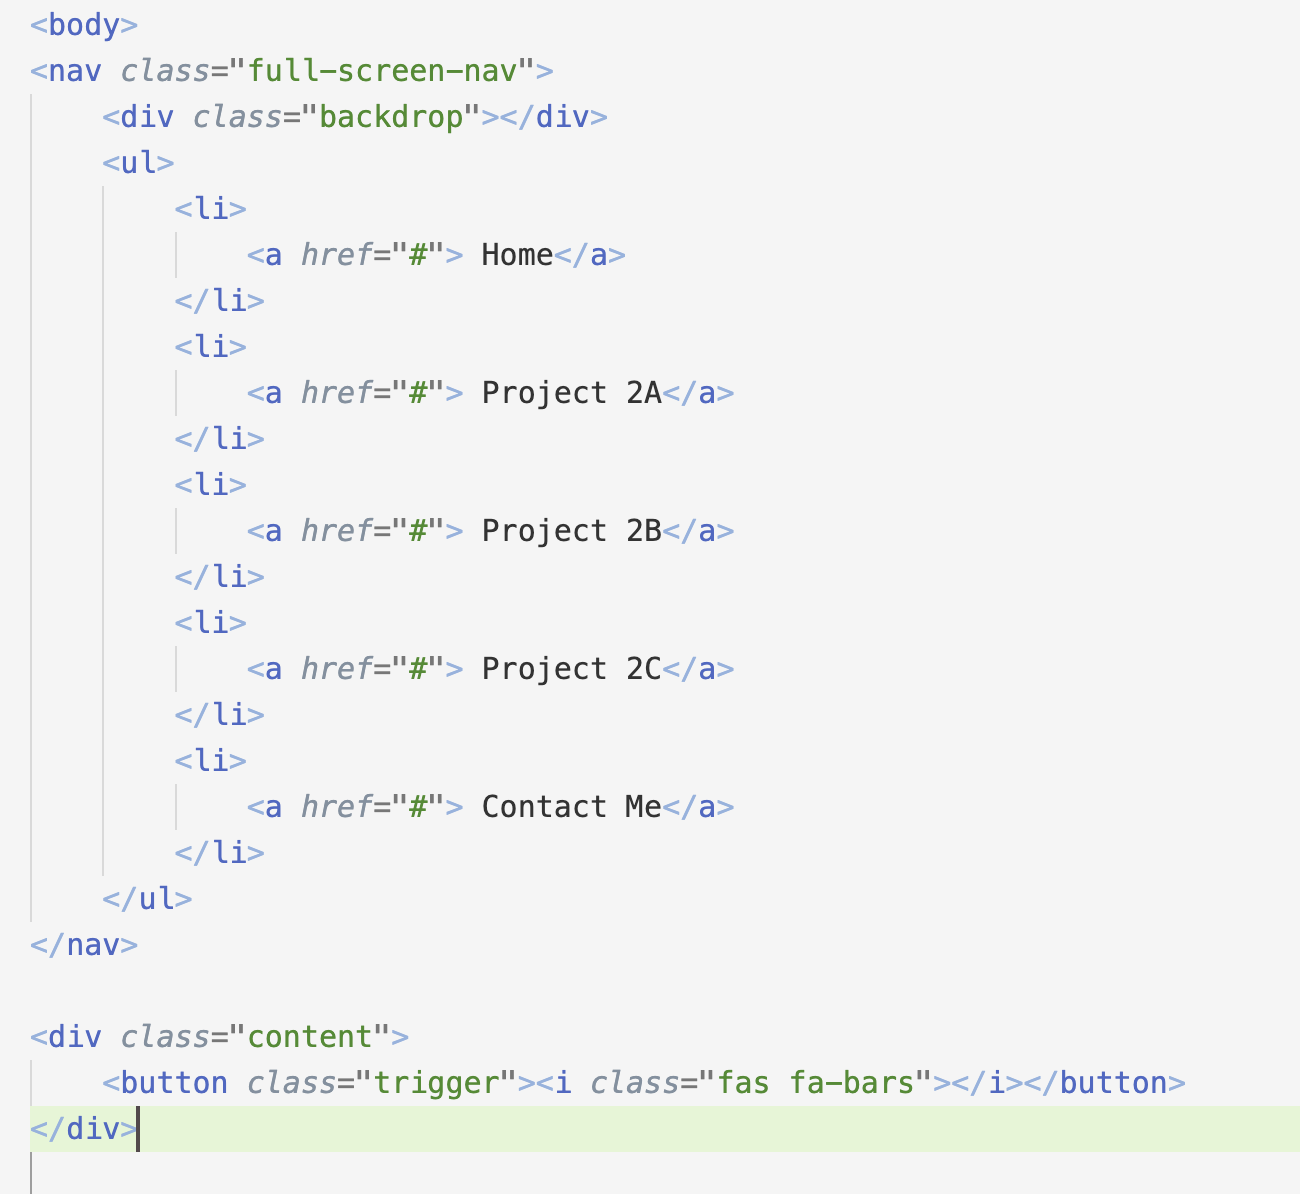 <body>
<nav class="full-screen-nav">
<div class="backdrop"></div>
<ul>
<li>
<a href="#"> Home</a>
</li>
<li>
<a href="#"> Project 2A</a>
</li>
<li>
<a href="#"> Project 2B</a>
</li>
<li>
<a href="#"> Project 2C</a>
</li>
<li>
<a href="#"> Contact Me</a>
</li>
</ul>
</nav>
<div class="content">
<button class="trigger"><i class="fas fa-bars"></i></button>
</div>